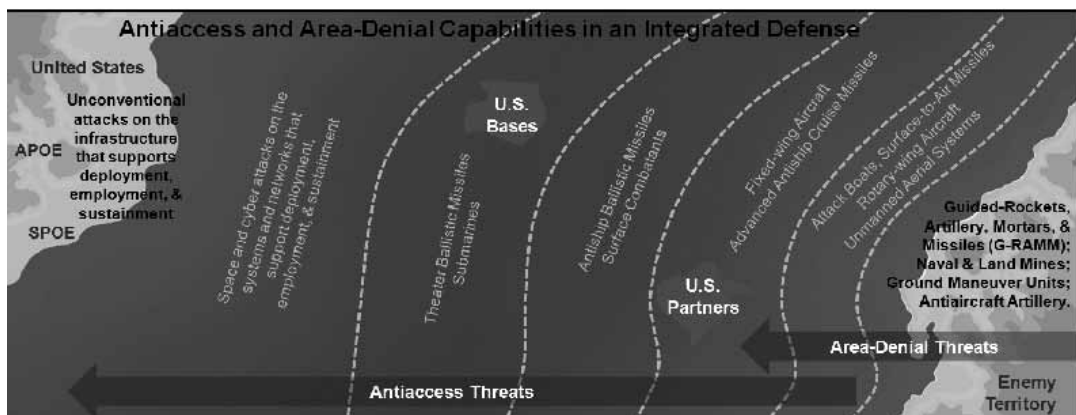 Antiaccess and Area-Denial Capabilities in an Integrated Defense
United States
Unconventional
attacks on the
infrastructure
that supports
deployment,
employment, &
sustainment
APOE
SPOE
Space and cyber attacks on the
systems and networks that
support deployment,
employment, & sustainment
Theater Ballistic Missiles
Submarines
U.S.
Bases
Antiship Ballistic Missiles
Surface Combatants
U.S.
Partners
Fixed-wing Aircraft
Advanced Antiship Cruise Missiles
Attack Boats, Surface-to-Air Missiles
Rotary-wing Aircraft
Unmanned Aerial Systems
Guided-Rockets,
Artillery, Mortars, &
Missiles (G-RAMM);
Naval & Land Mines;
Ground Maneuver Units;
Antiaircraft Artillery.
Area-Denial Threats
Antiaccess Threats
Enemy
Territory